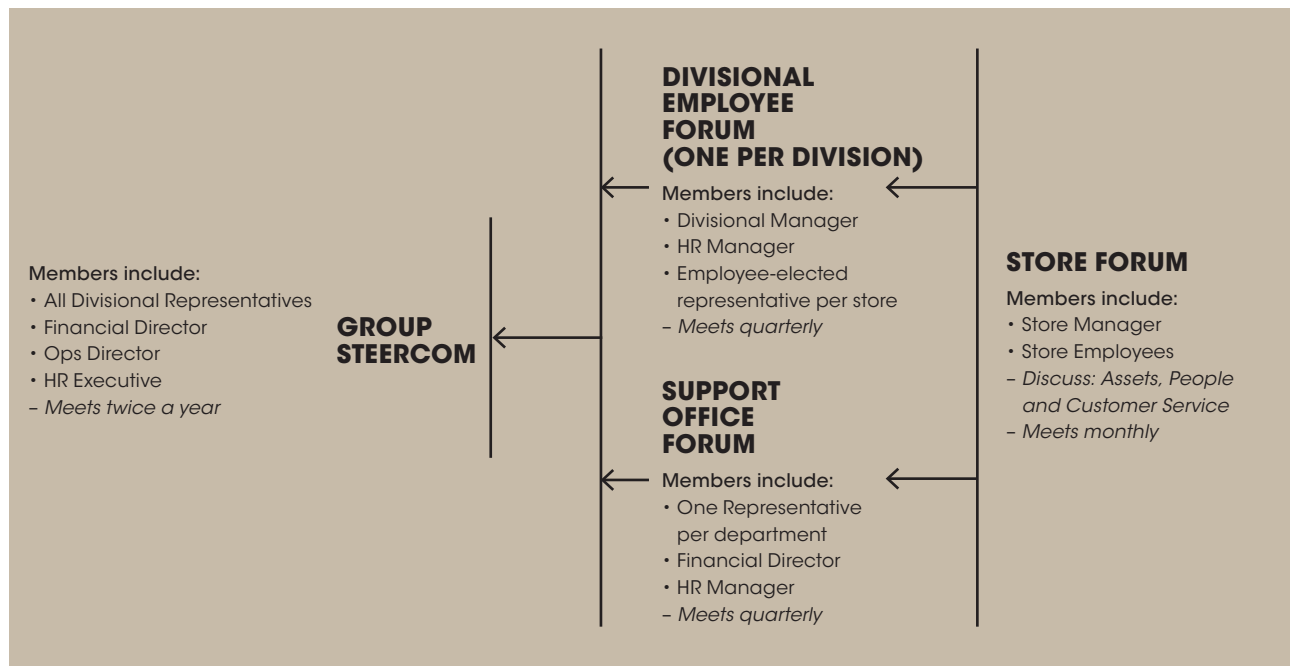 Members include:
• All Divisional Representatives
• Financial Director
• Ops Director
• HR Executive
– Meets twice a year
GROUP
STEERCOM
DIVISIONAL
EMPLOYEE
FORUM
(ONE PER DIVISION)
Members include:
• Divisional Manager
• HR Manager
• Employee-elected
representative per store
– Meets quarterly
SUPPORT
OFFICE
FORUM
Members include:
• One Representative
per department
• Financial Director
• HR Manager
– Meets quarterly
STORE FORUM
Members include:
• Store Manager
• Store Employees
– Discuss: Assets, People
and Customer Service
– Meets monthly